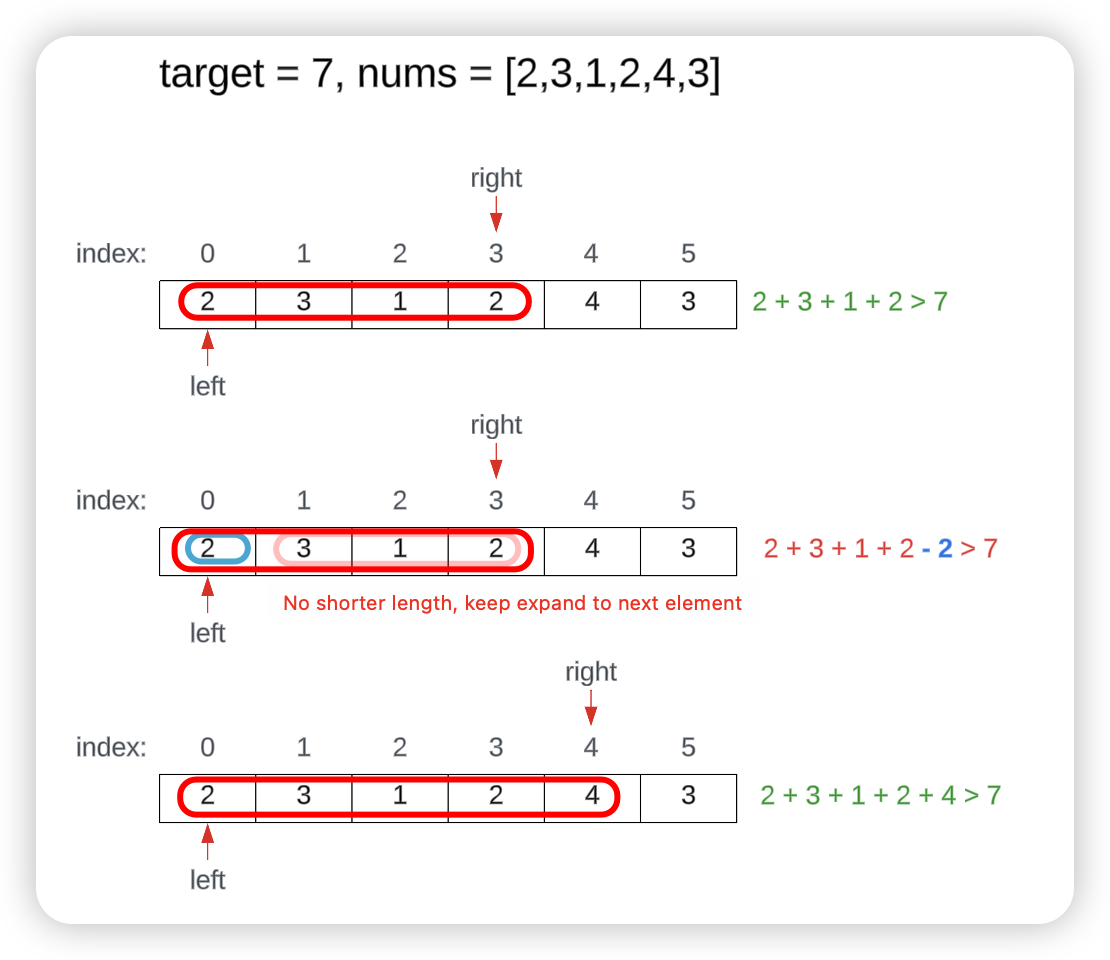 target = 7, nums = [2,3,1,2,4,3]
right
index: 0 1 2 3 4 5
2 3 1 2 4 3 2 + 3 + 1 + 2 > 7
left
right
index: 0 1 2 3 4 5
2 3 1 2 4 3 2 + 3 + 1 + 2 - 2 > 7
No shorter length, keep expand to next element
left
right
index: 0 1 2 3 4 5
2 3 1 2 4 3 2 + 3 + 1 + 2 + 4 > 7
left